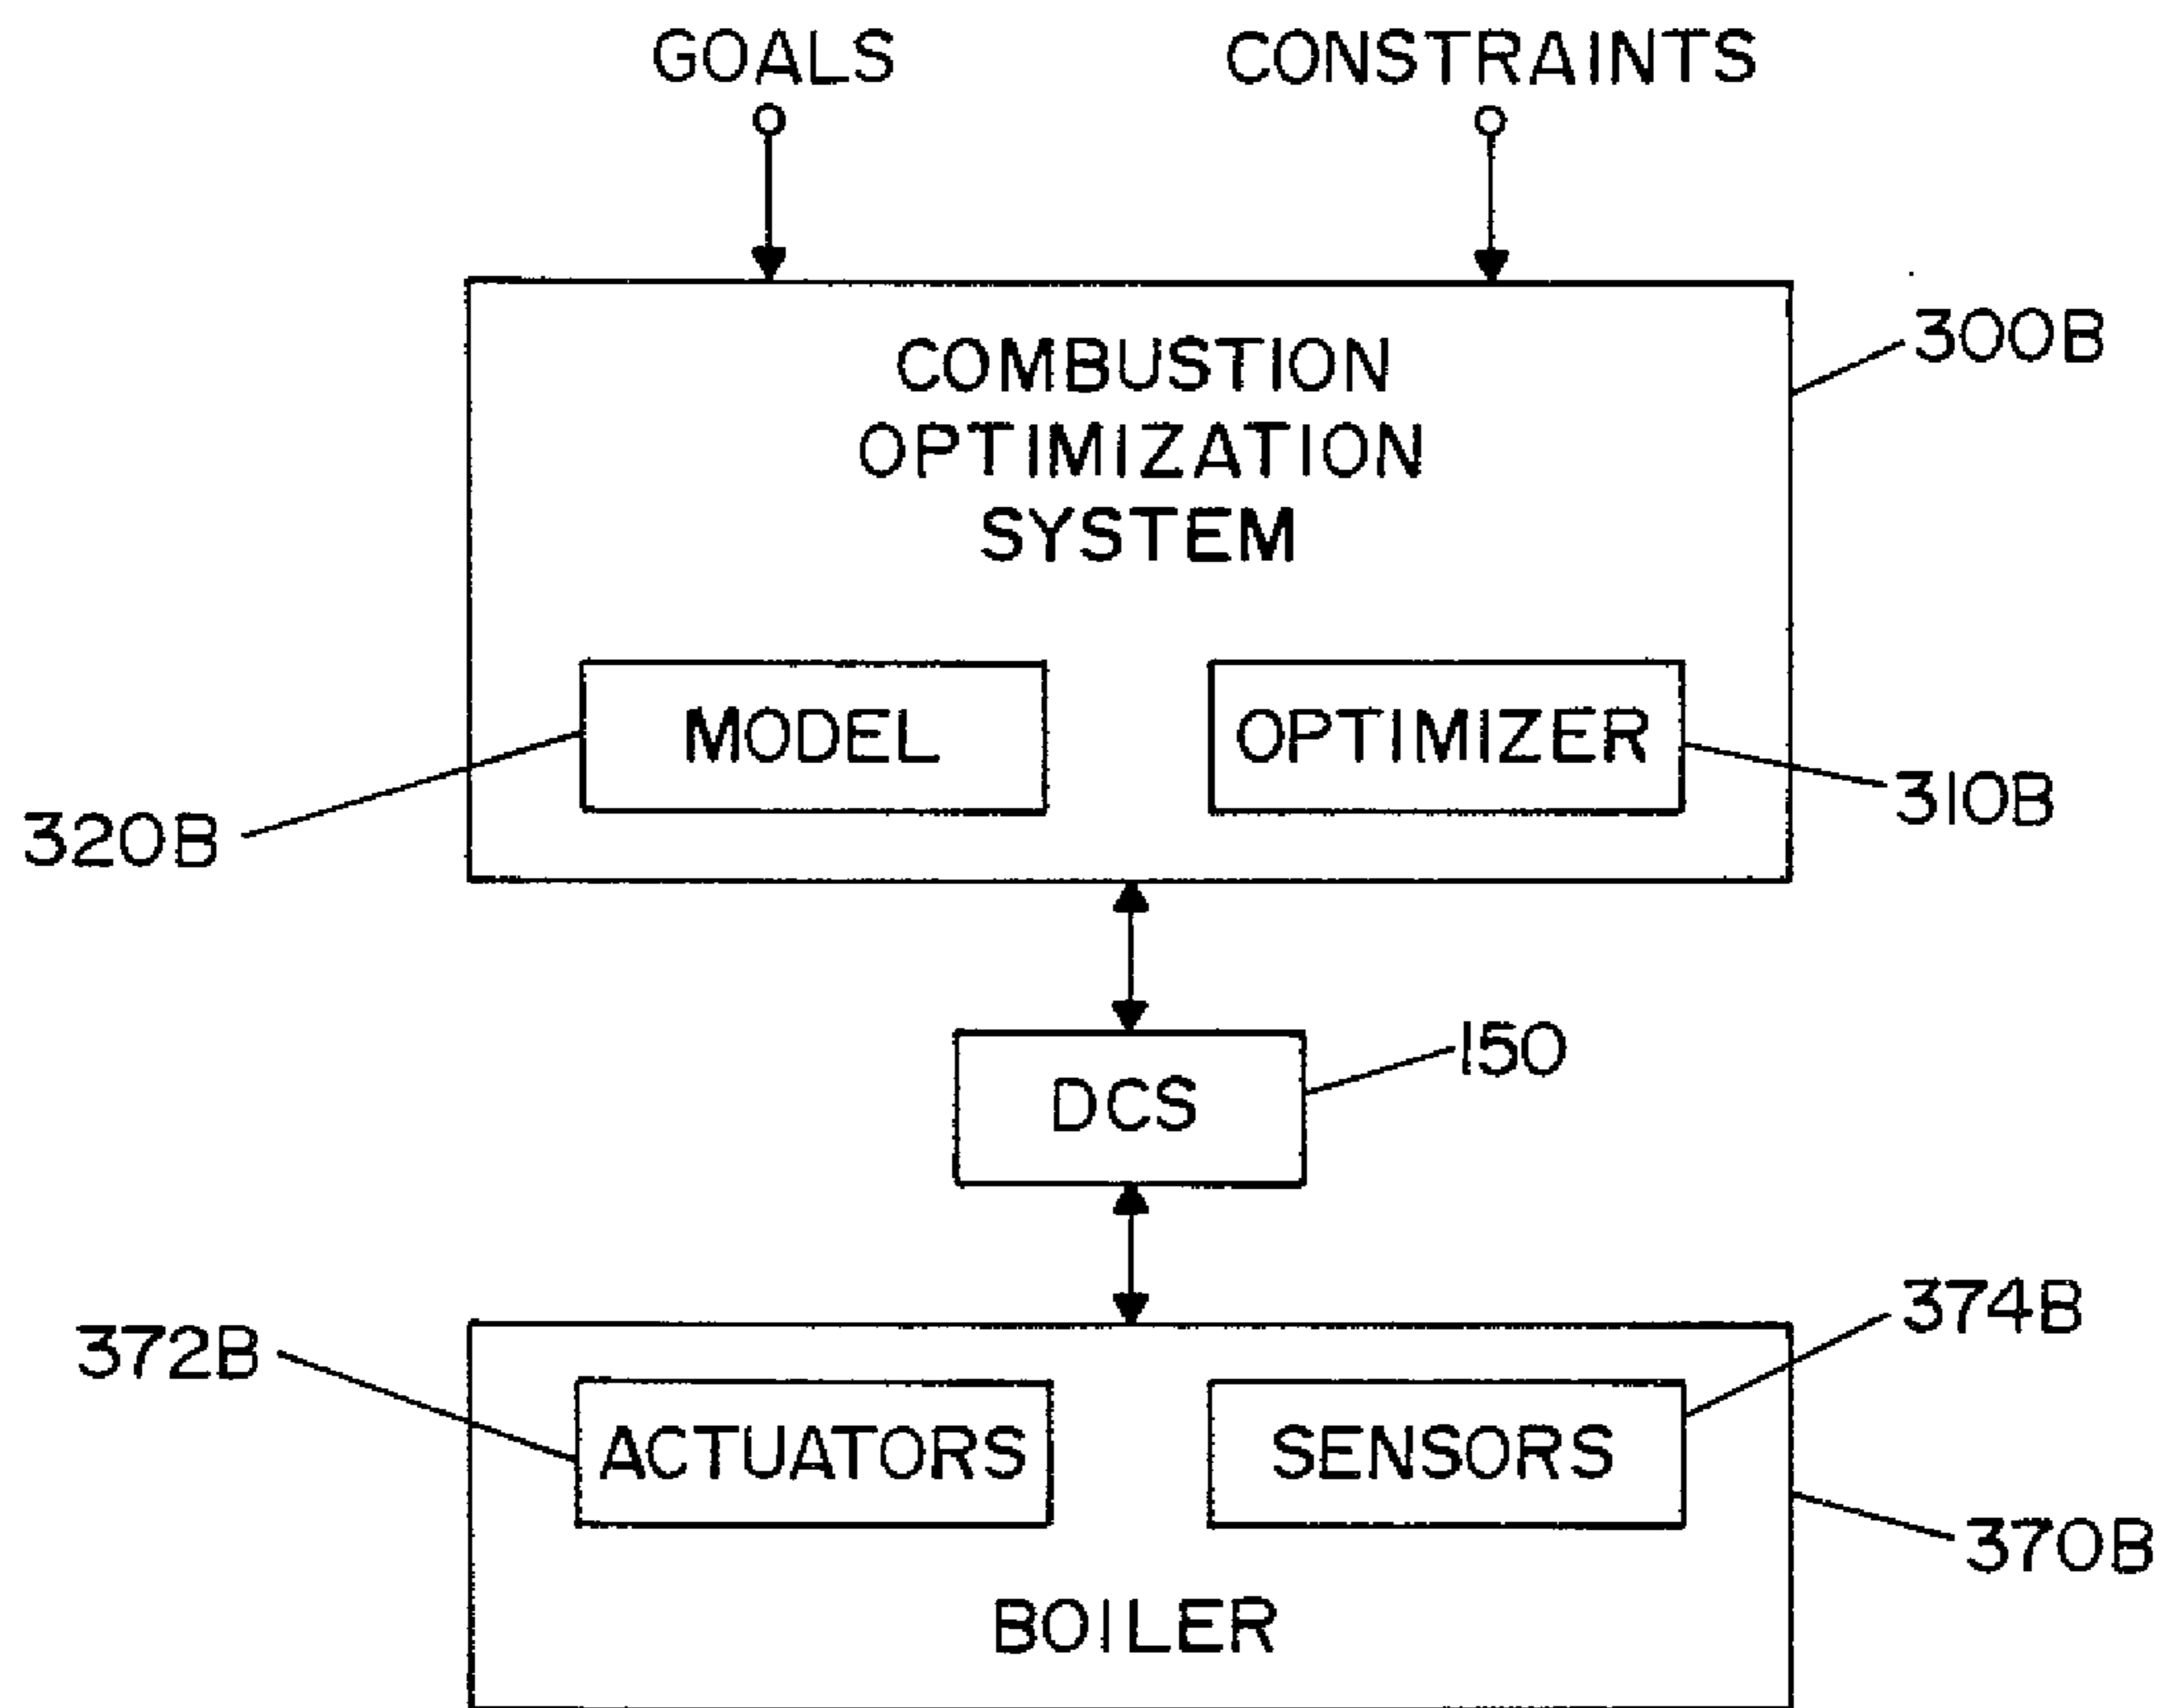 GOALS
CONSTRAINTS
300B
COMBUSTION
OPTIMIZATION
SYSTEM
MODEL
OPTIMIZER
310B
320B
150
DCS
374B
372B
ACTUATORS
SENSORS
370B
BOILER